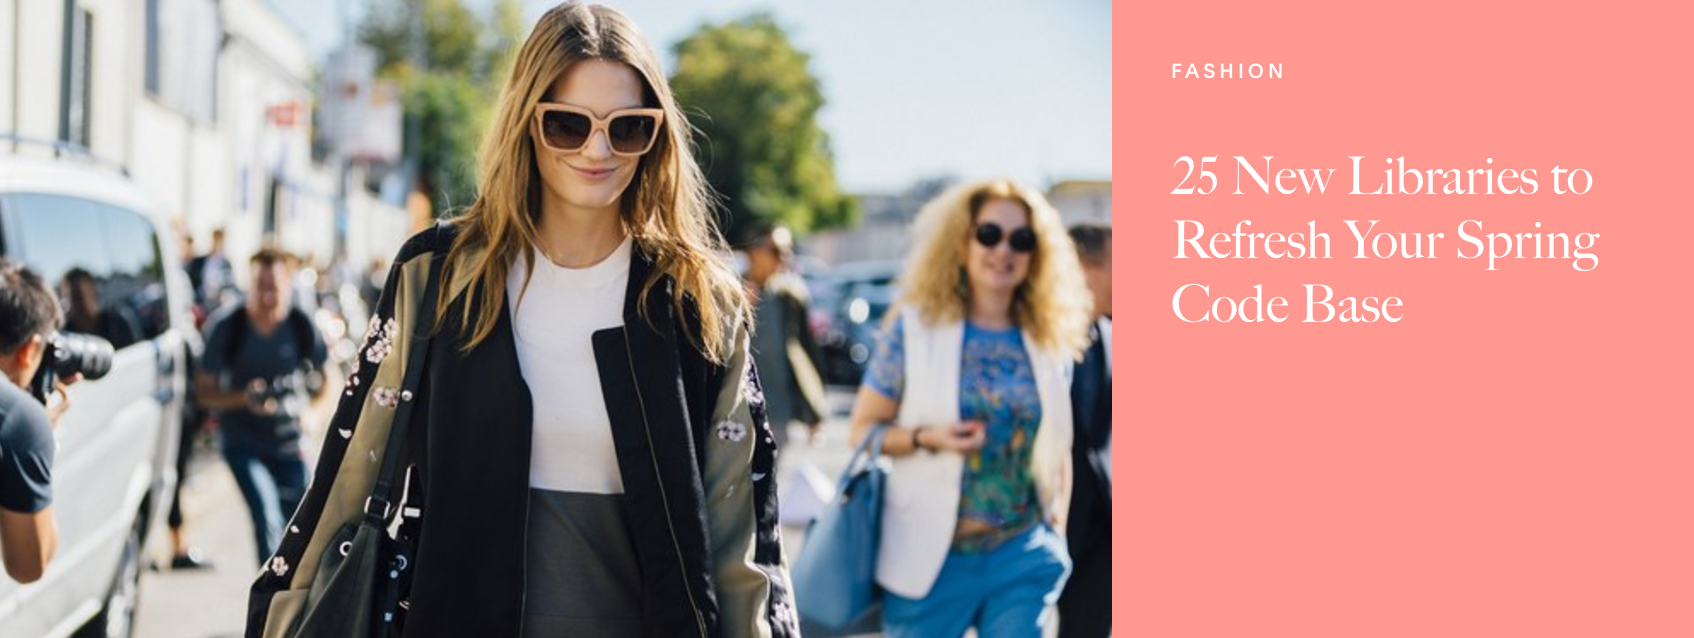 FASHION
25 New Libraries to
Refresh Your Spring
Code Base